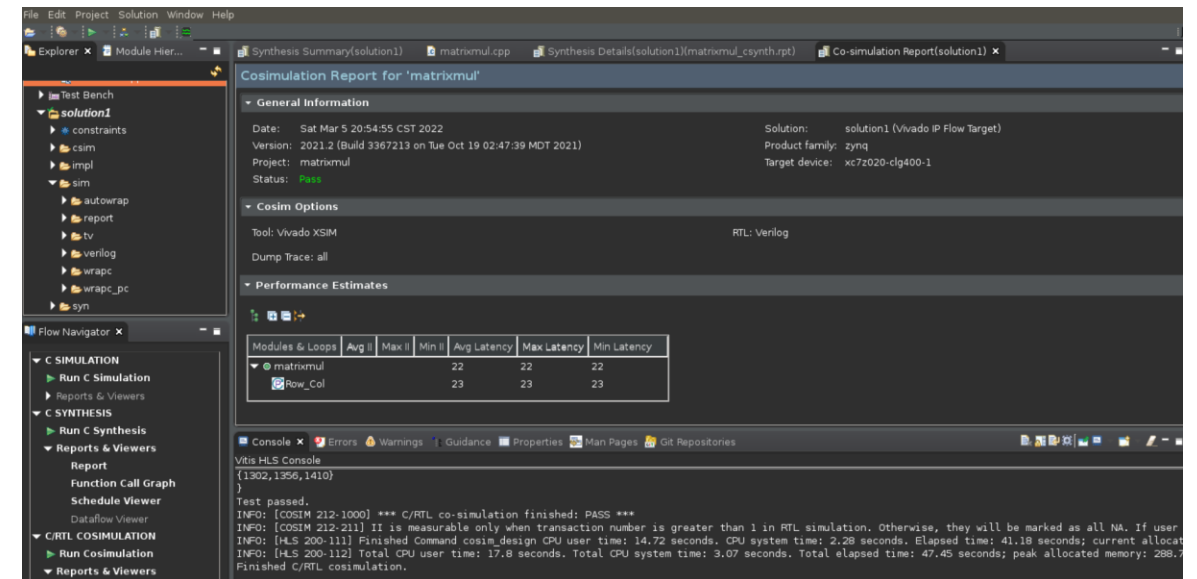 File Edit Project Solution Window Help
Explorer Module Hier...
Test Bench
solution1
constraints
csim
impl
sim
autowrap
report
tv
verilog
wrapc
wrapc_pc
syn
Flow Navigator
C SIMULATION
Run C Simulation
Reports & Viewers
C SYNTHESIS
Run C Synthesis
Reports & Viewers
Report
Function Call Graph
Schedule Viewer
Dataflow Viewer
C/RTL COSIMULATION
Run Cosimulation
Reports & Viewers
Synthesis Summary(solution1) matrixmul.cpp Synthesis Details(solution1)(matrixmul_csynth.rpt) Co-simulation Report(solution1)
Cosimulation Report for 'matrixmul'
General Information
Date: Sat Mar 5 20:54:55 CST 2022
Version: 2021.2 (Build 3367213 on Tue Oct 19 02:47:39 MDT 2021)
Project: matrixmul
Status: Pass
Solution: solution1 (Vivado IP Flow Target)
Product family: zynq
Target device: xc7z020-clg400-1
Cosim Options
Tool: Vivado XSIM RTL: Verilog
Dump Trace: all
Performance Estimates
Modules & Loops Avg II Max II Min II Avg Latency Max Latency Min Latency
matrixmul 22 22 22
Row_Col 23 23 23
Console Errors Warnings Guidance Properties Man Pages Git Repositories
Vitis HLS Console
{1302,1356,1410}
}
Test passed.
INFO: [COSIM 212-1000] *** C/RTL co-simulation finished: PASS ***
INFO: [COSIM 212-211] II is measurable only when transaction number is greater than 1 in RTL simulation. Otherwise, they will be marked as all NA. If user
INFO: [HLS 200-111] Finished Command cosim_design CPU user time: 14.72 seconds. CPU system time: 2.28 seconds. Elapsed time: 41.18 seconds; current allocat
INFO: [HLS 200-112] Total CPU user time: 17.8 seconds. Total CPU system time: 3.07 seconds. Total elapsed time: 47.45 seconds; peak allocated memory: 288.7
Finished C/RTL cosimulation.